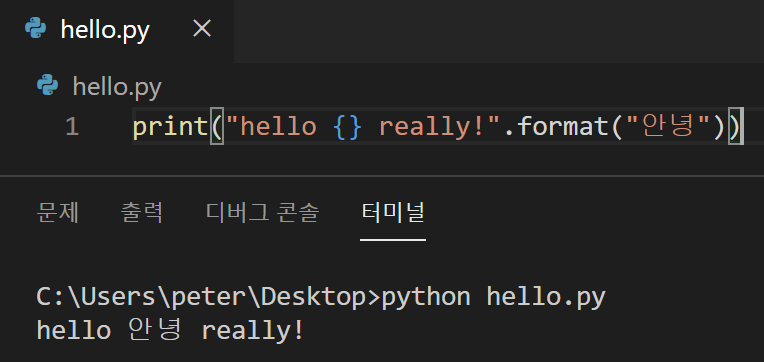 hello.py
hello.py
1 print("hello {} really!".format("안녕"))
문제 출력 디버그 콘솔 터미널
C:\Users\peter\Desktop>python hello.py
hello 안녕 really!